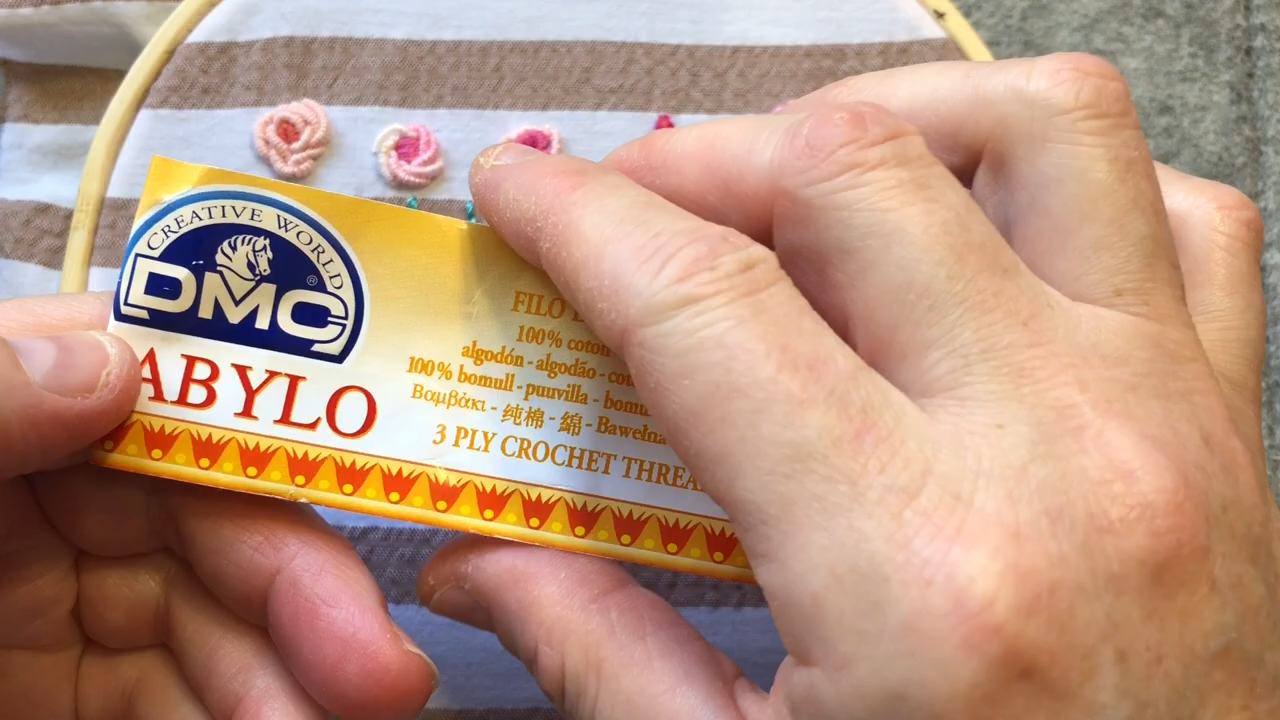 CREATIVE WORLD
DMC®
ABYLO
FILO
100% coton
algodón - algodão -
100% bomull - puuvilla -
Βαμβάκι - 纯棉 - 綿 - Bawełna
3 PLY CROCHET THREA